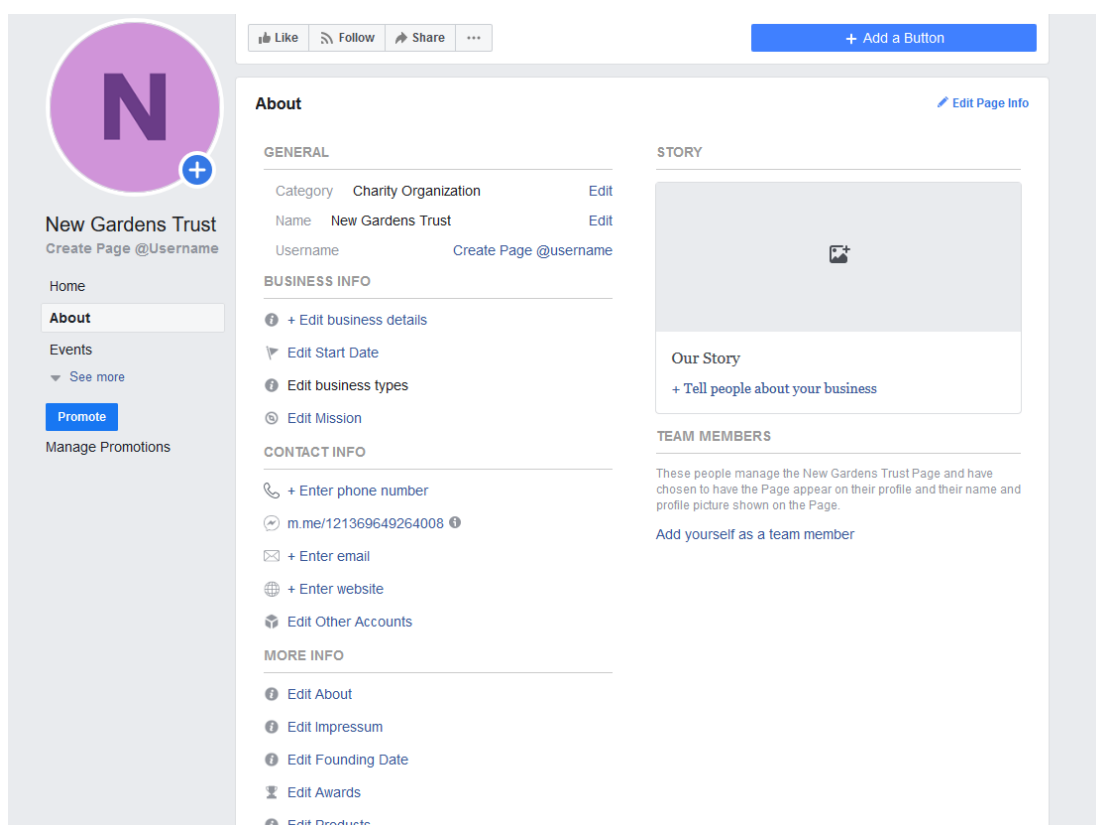 N
New Gardens Trust
Create Page @Username
Home
About
Events
See more
Promote
Manage Promotions
Like
Follow
Share
...
+ Add a Button
About
Edit Page Info
GENERAL
Category Charity Organization Edit
Name New Gardens Trust Edit
Username Create Page @username
BUSINESS INFO
+ Edit business details
Edit Start Date
Edit business types
Edit Mission
CONTACT INFO
+ Enter phone number
m.me/121369649264008
+ Enter email
+ Enter website
Edit Other Accounts
MORE INFO
Edit About
Edit Impressum
Edit Founding Date
Edit Awards
Edit Products
STORY
Our Story
+ Tell people about your business
TEAM MEMBERS
These people manage the New Gardens Trust Page and have
chosen to have the Page appear on their profile and their name and
profile picture shown on the Page.
Add yourself as a team member